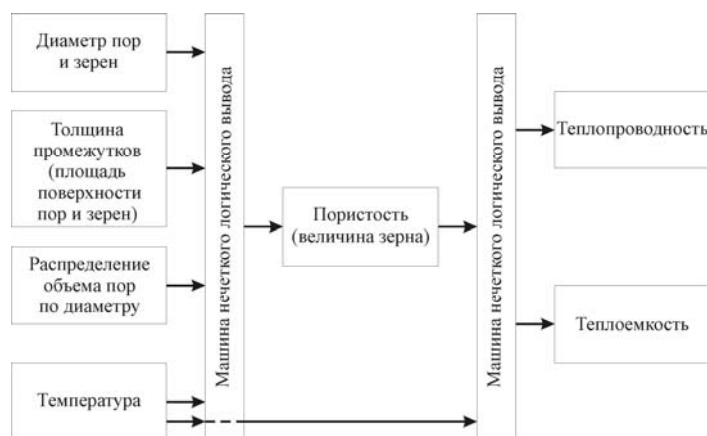 Диаметр пор
и зерен
Толщина
промежутков
(площадь
поверхности
пор и зерен)
Распределение
объема пор
по диаметру
Температура
Машина нечеткого логического вывода
Пористость
(величина зерна)
Машина нечеткого логического вывода
Теплопроводность
Теплоемкость